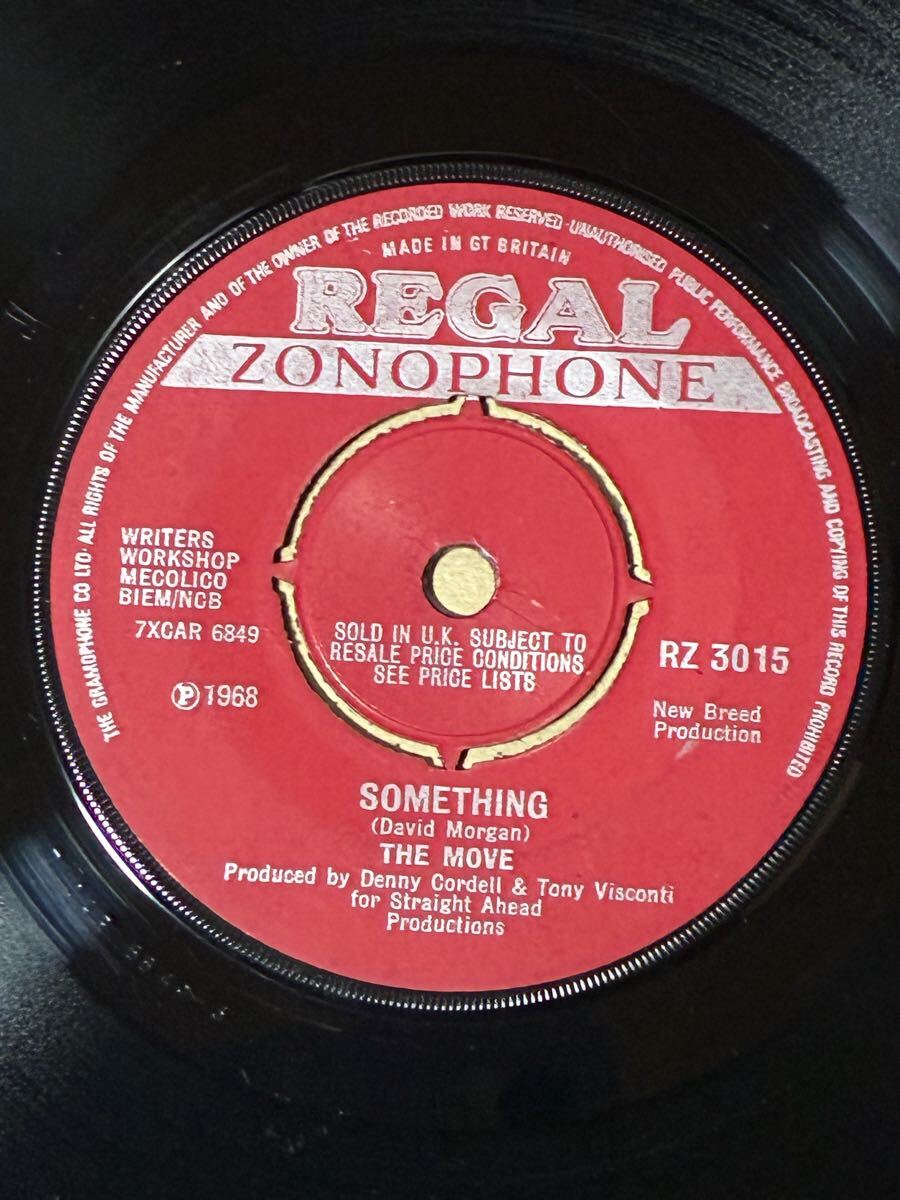 THE GRAMOPHONE CO LTD· ALL RIGHTS OF THE MANUFACTURER AND OF THE OWNER OF THE RECORDED WORK RESERVED ·UNAUTHORISED PUBLIC PERFORMANCE BROADCASTING AND COPYING OF THIS RECORD PROHIBITED
MADE IN GT BRITAIN
REGAL
ZONOPHONE
WRITERS
WORKSHOP
MECOLICO
BIEM/NCB
7XCAR 6849
℗ 1968
SOLD IN U.K. SUBJECT TO
RESALE PRICE CONDITIONS
SEE PRICE LISTS
RZ 3015
New Breed
Production
SOMETHING
(David Morgan)
THE MOVE
Produced by Denny Cordell & Tony Visconti
for Straight Ahead
Productions